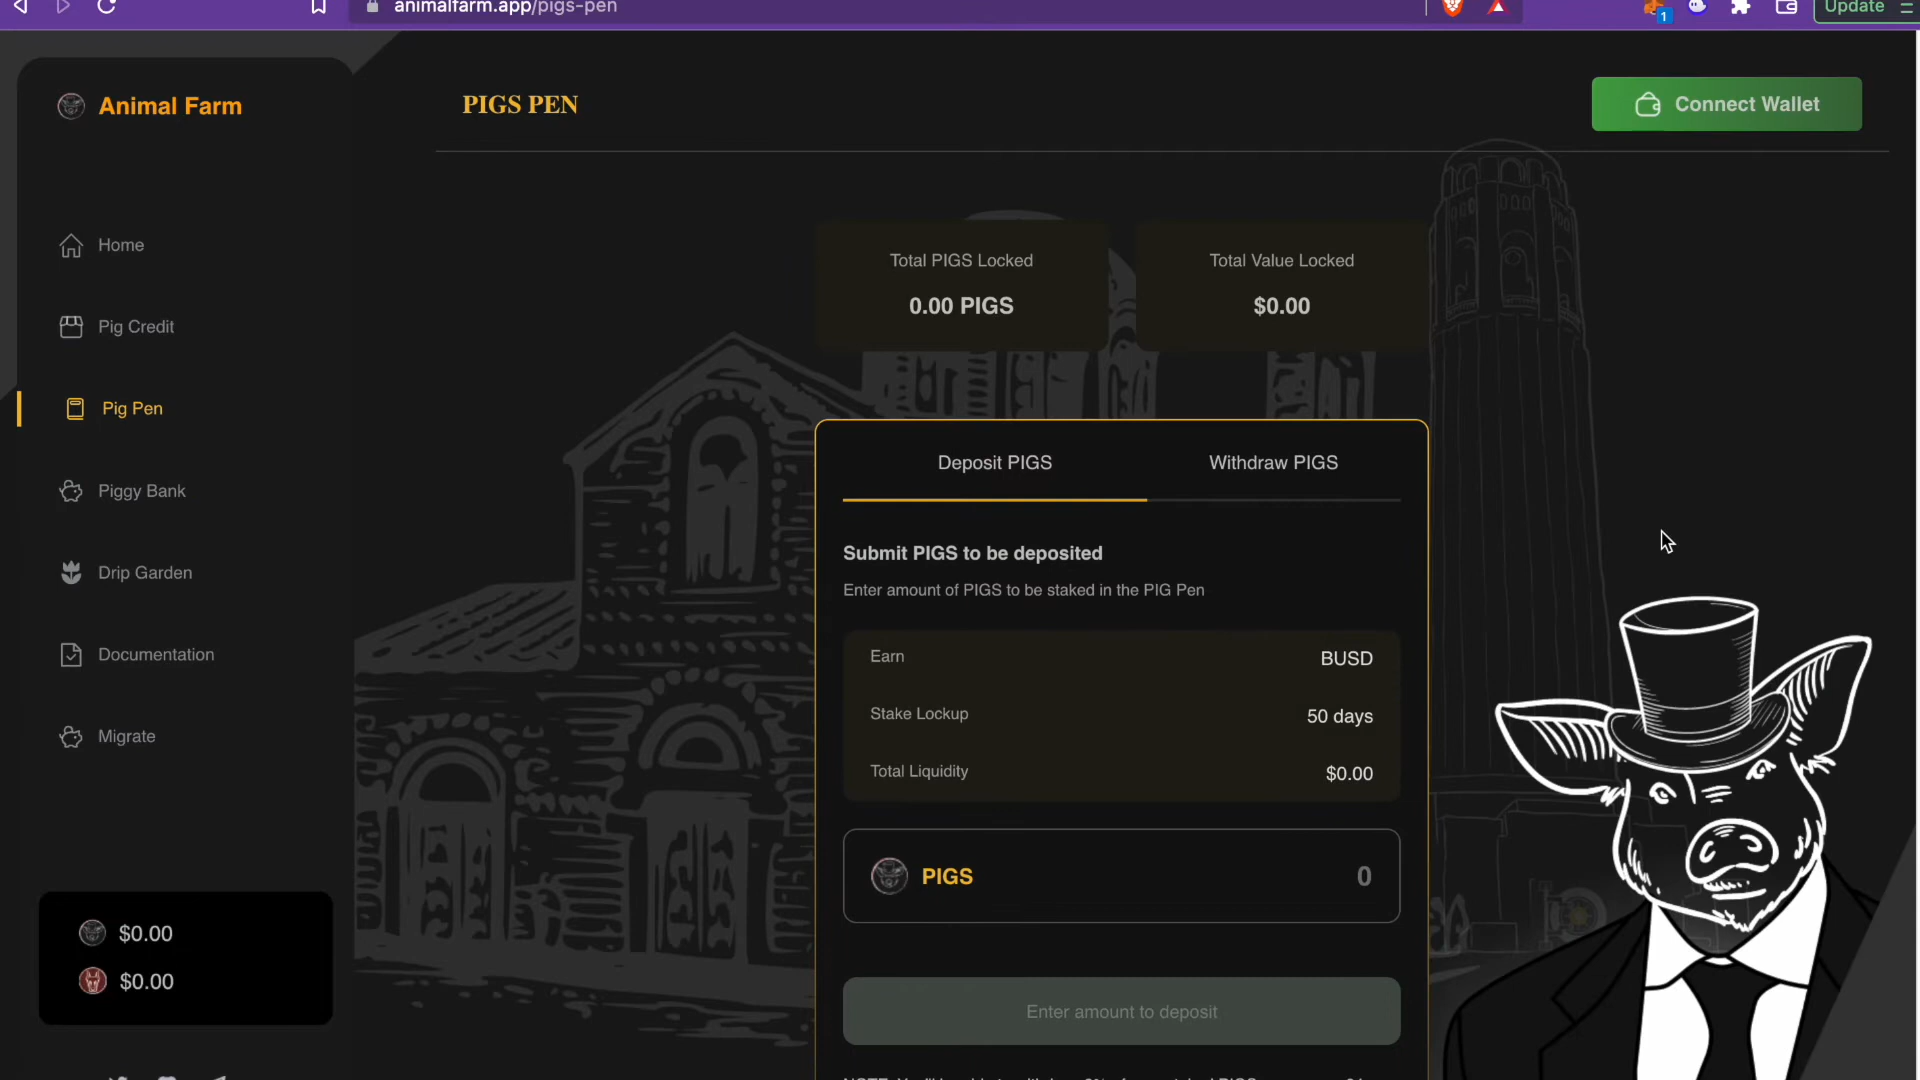 animalfarm.app/pigs-pen
1
Update
Animal Farm
PIGS PEN
Connect Wallet
Home
Pig Credit
Pig Pen
Piggy Bank
Drip Garden
Documentation
Migrate
$0.00
$0.00
Total PIGS Locked
0.00 PIGS
Total Value Locked
$0.00
Deposit PIGS
Withdraw PIGS
Submit PIGS to be deposited
Enter amount of PIGS to be staked in the PIG Pen
Earn
BUSD
Stake Lockup
50 days
Total Liquidity
$0.00
PIGS
0
Enter amount to deposit